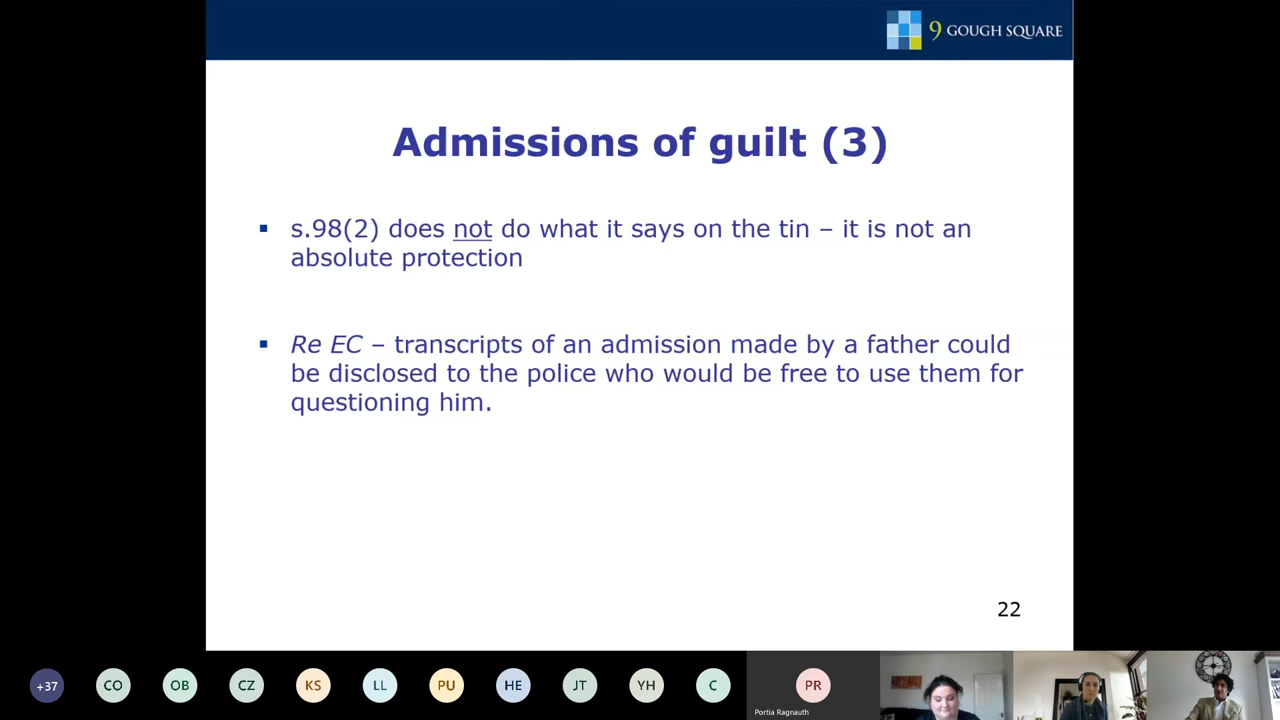 9 GOUGH SQUARE
Admissions of guilt (3)
▪ s.98(2) does not do what it says on the tin – it is not an
absolute protection
▪ Re EC – transcripts of an admission made by a father could
be disclosed to the police who would be free to use them for
questioning him.
22
+37 CO OB CZ KS LL PU HE JT YH C PR
Portia Ragnauth